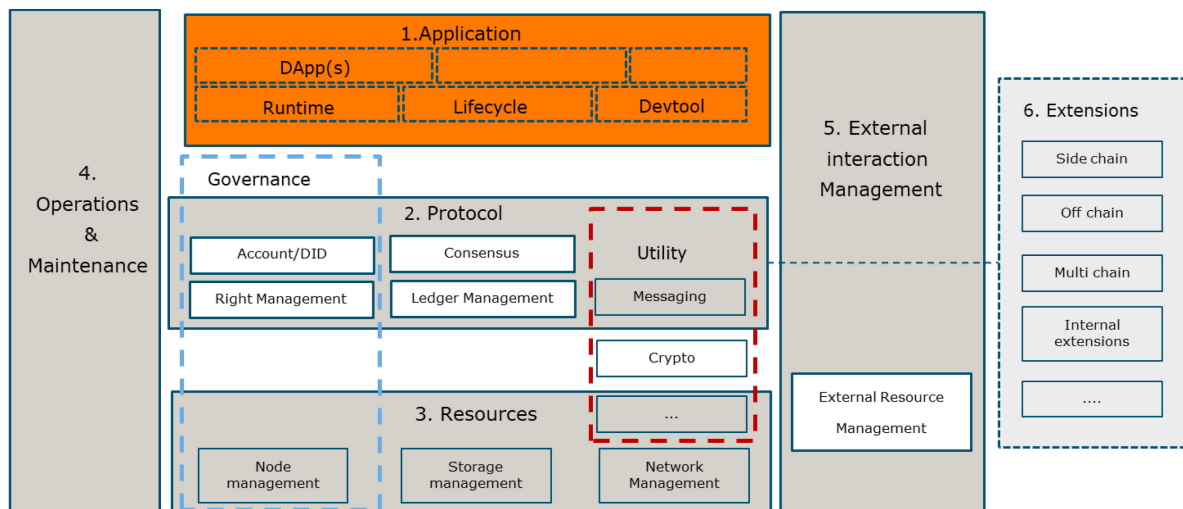 4.
Operations
&
Maintenance
1.Application
DApp(s)
Runtime
Lifecycle
Devtool
Governance
2. Protocol
Account/DID
Consensus
Utility
Right Management
Ledger Management
Messaging
Crypto
3. Resources
...
Node
management
Storage
management
Network
Management
5. External
interaction
Management
External Resource
Management
6. Extensions
Side chain
Off chain
Multi chain
Internal
extensions
....